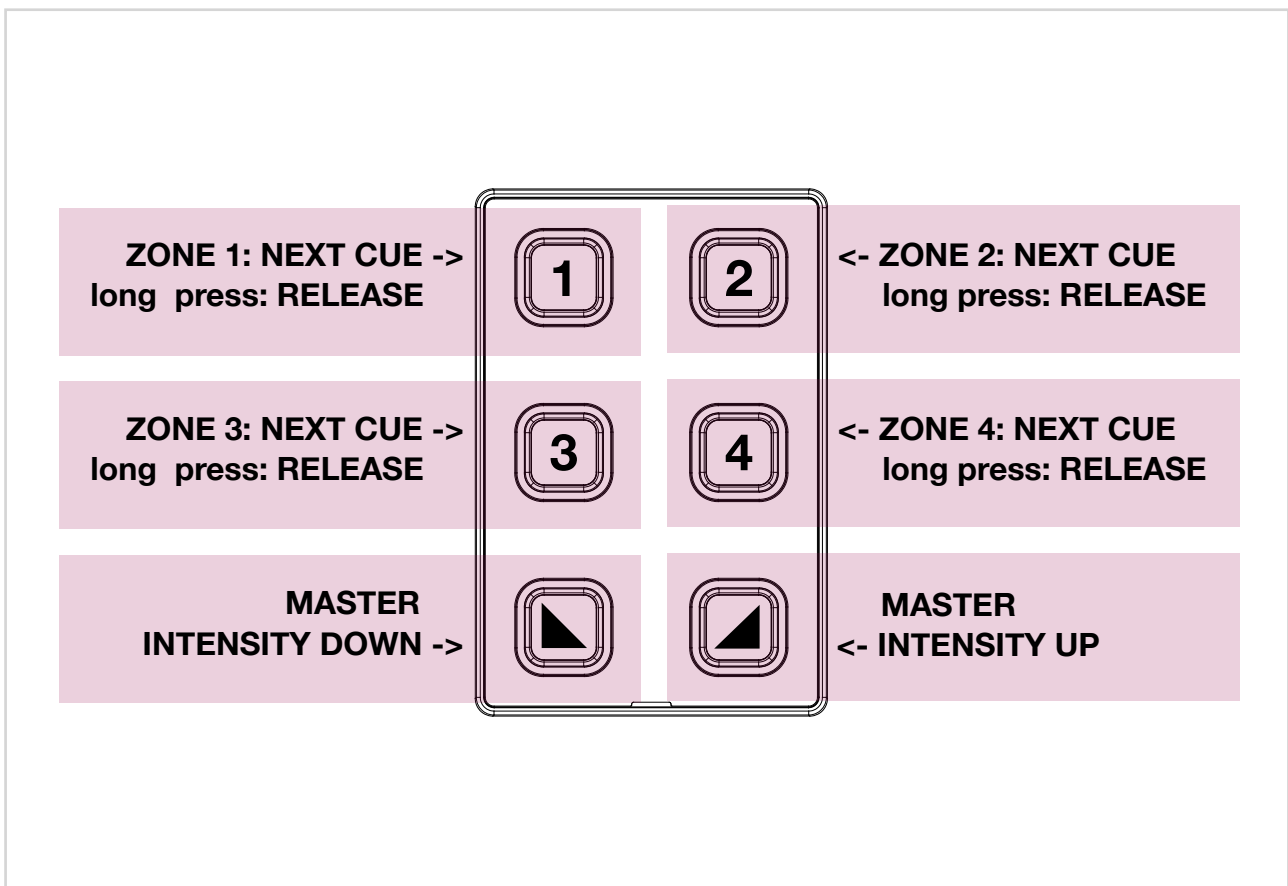 ZONE 1: NEXT CUE ->
long press: RELEASE
1
2
<- ZONE 2: NEXT CUE
long press: RELEASE
ZONE 3: NEXT CUE ->
long press: RELEASE
3
4
<- ZONE 4: NEXT CUE
long press: RELEASE
MASTER
INTENSITY DOWN ->
MASTER
<- INTENSITY UP